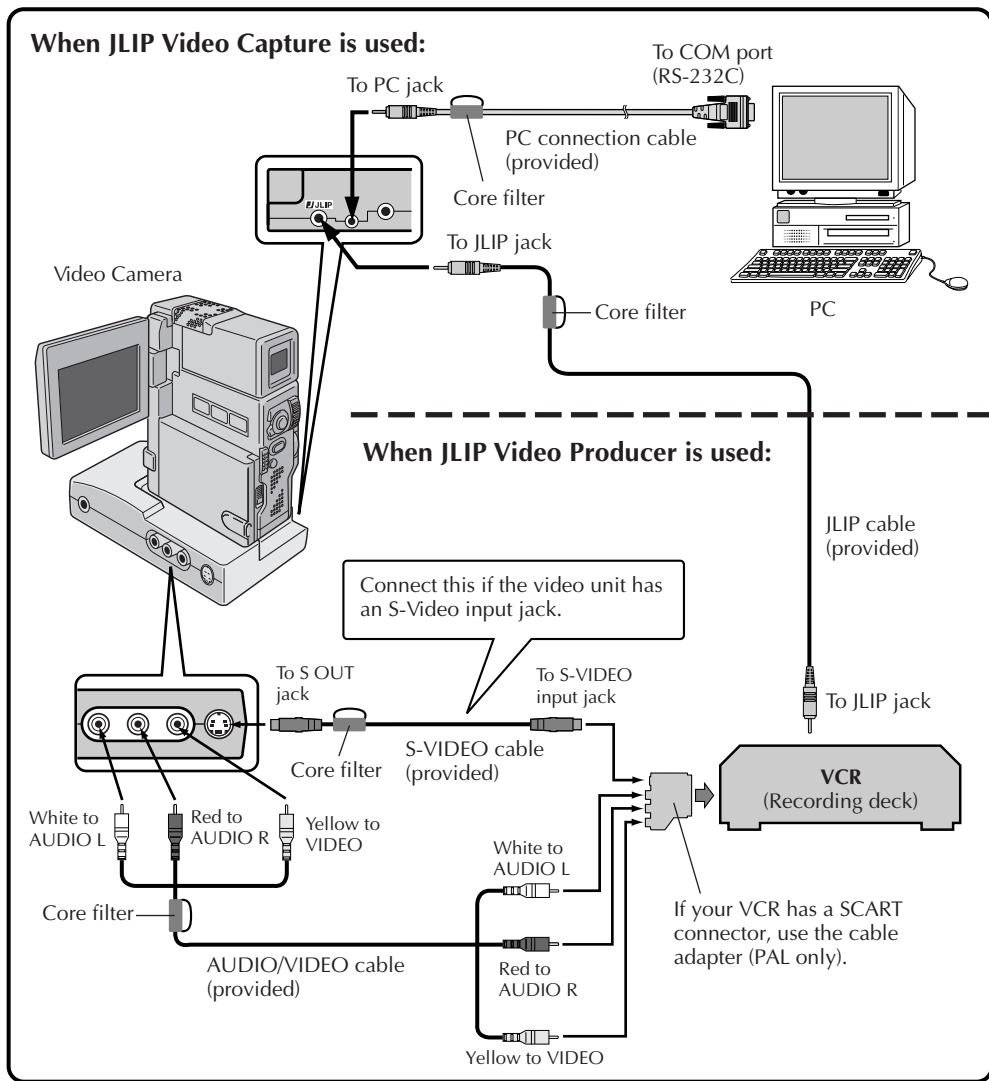 When JLIP Video Capture is used:
To COM port
(RS-232C)
To PC jack
PC connection cable
(provided)
Core filter
JLIP
To JLIP jack
Video Camera
Core filter
PC
When JLIP Video Producer is used:
JLIP cable
(provided)
Connect this if the video unit has
an S-Video input jack.
To S OUT
jack
To S-VIDEO
input jack
To JLIP jack
Core filter
S-VIDEO cable
(provided)
VCR
(Recording deck)
White to
AUDIO L
Red to
AUDIO R
Yellow to
VIDEO
White to
AUDIO L
Core filter
If your VCR has a SCART
connector, use the cable
adapter (PAL only).
AUDIO/VIDEO cable
(provided)
Red to
AUDIO R
Yellow to VIDEO